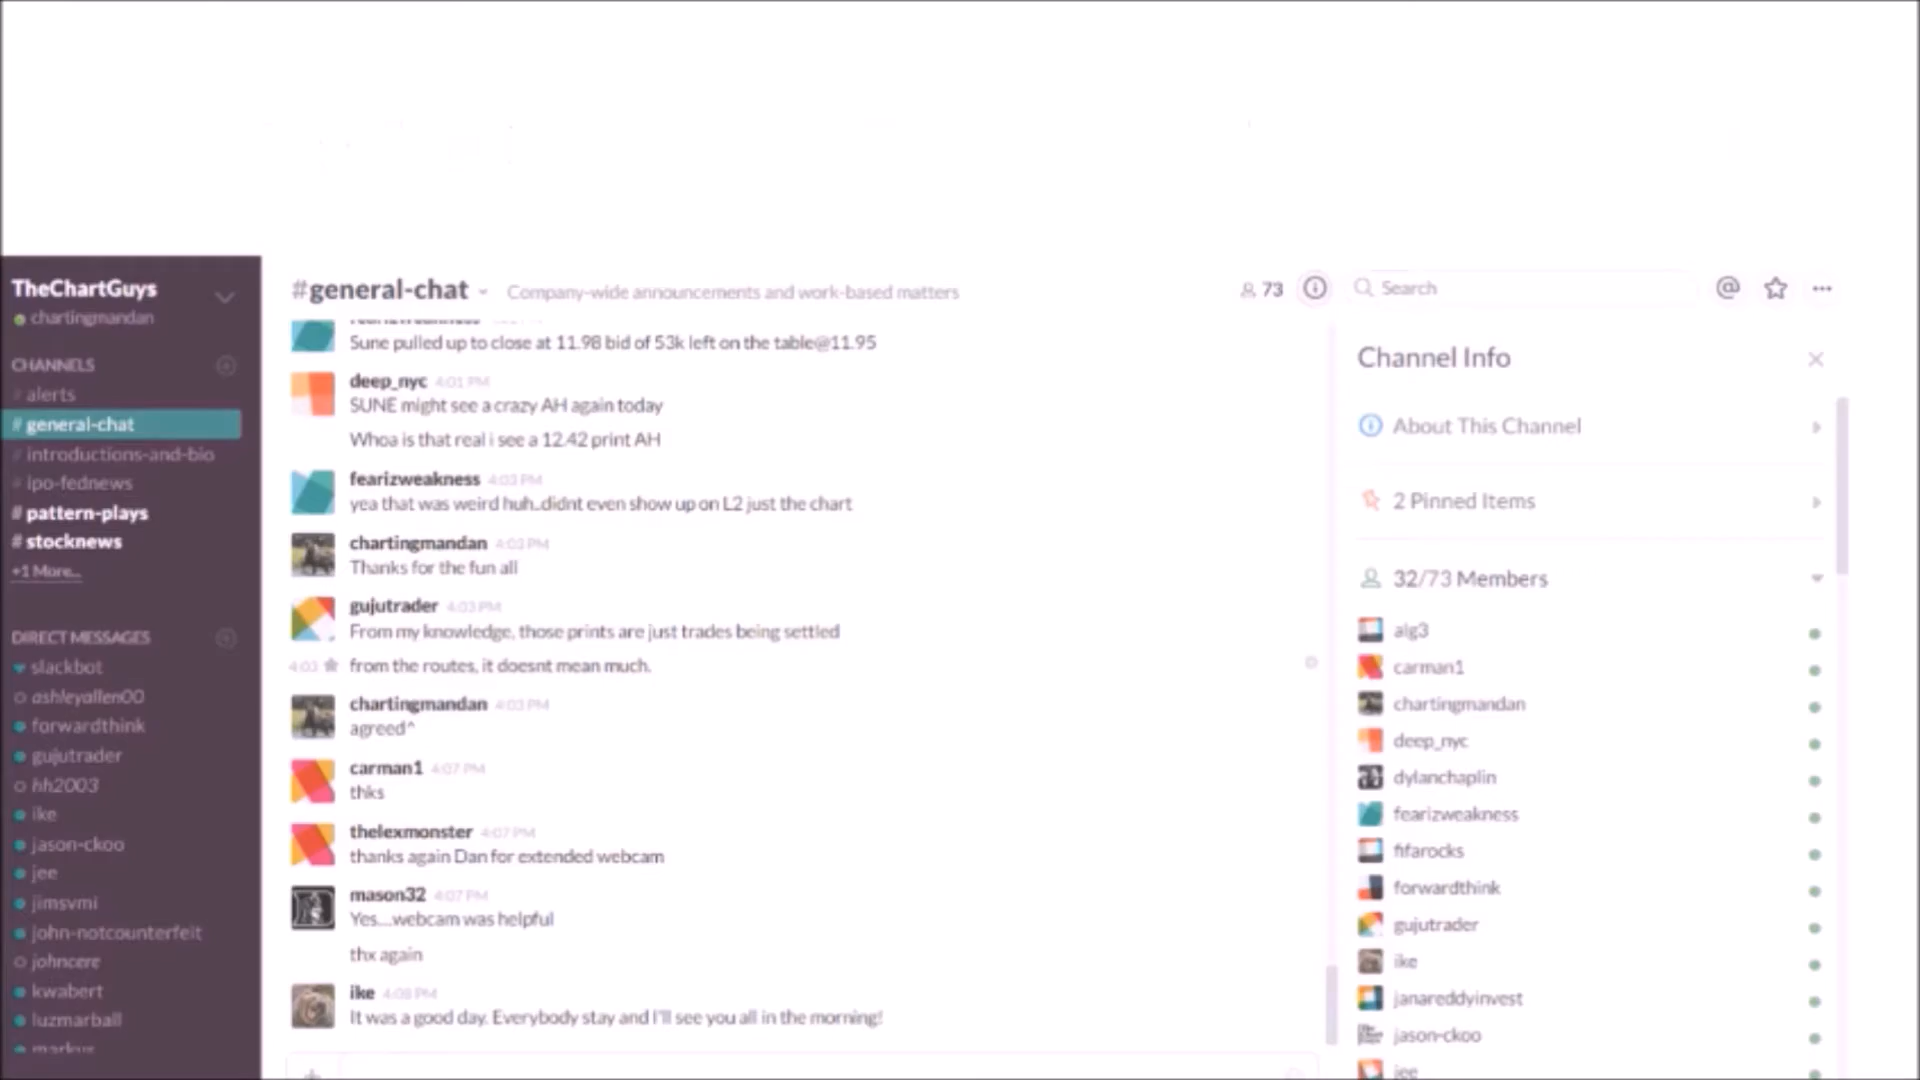 TheChartGuys
chartingmandan
CHANNELS
# alerts
# general-chat
# introductions-and-bio
# ipo-fednews
# pattern-plays
# stocknews
+1 More...
DIRECT MESSAGES
slackbot
ashleyallen00
forwardthink
gujutrader
hh2003
ike
jason-ckoo
jee
jimsvmi
john-notcounterfeit
johncere
kwabert
luzmarball
markus
#general-chat
Company-wide announcements and work-based matters
73
Search
Sune pulled up to close at 11.98 bid of 53k left on the table@11.95
deep_nyc 4:01 PM
SUNE might see a crazy AH again today
Whoa is that real i see a 12.42 print AH
fearizweakness 4:03 PM
yea that was weird huh..didnt even show up on L2 just the chart
chartingmandan 4:03 PM
Thanks for the fun all
gujutrader 4:03 PM
From my knowledge, those prints are just trades being settled
4:03 from the routes, it doesnt mean much.
chartingmandan 4:03 PM
agreed^
carman1 4:07 PM
thks
thelexmonster 4:07 PM
thanks again Dan for extended webcam
mason32 4:07 PM
Yes....webcam was helpful
thx again
ike 4:08 PM
It was a good day. Everybody stay and I'll see you all in the morning!
Channel Info
About This Channel
2 Pinned Items
32/73 Members
alg3
carman1
chartingmandan
deep_nyc
dylanchaplin
fearizweakness
fifarocks
forwardthink
gujutrader
ike
janareddyinvest
jason-ckoo
jee